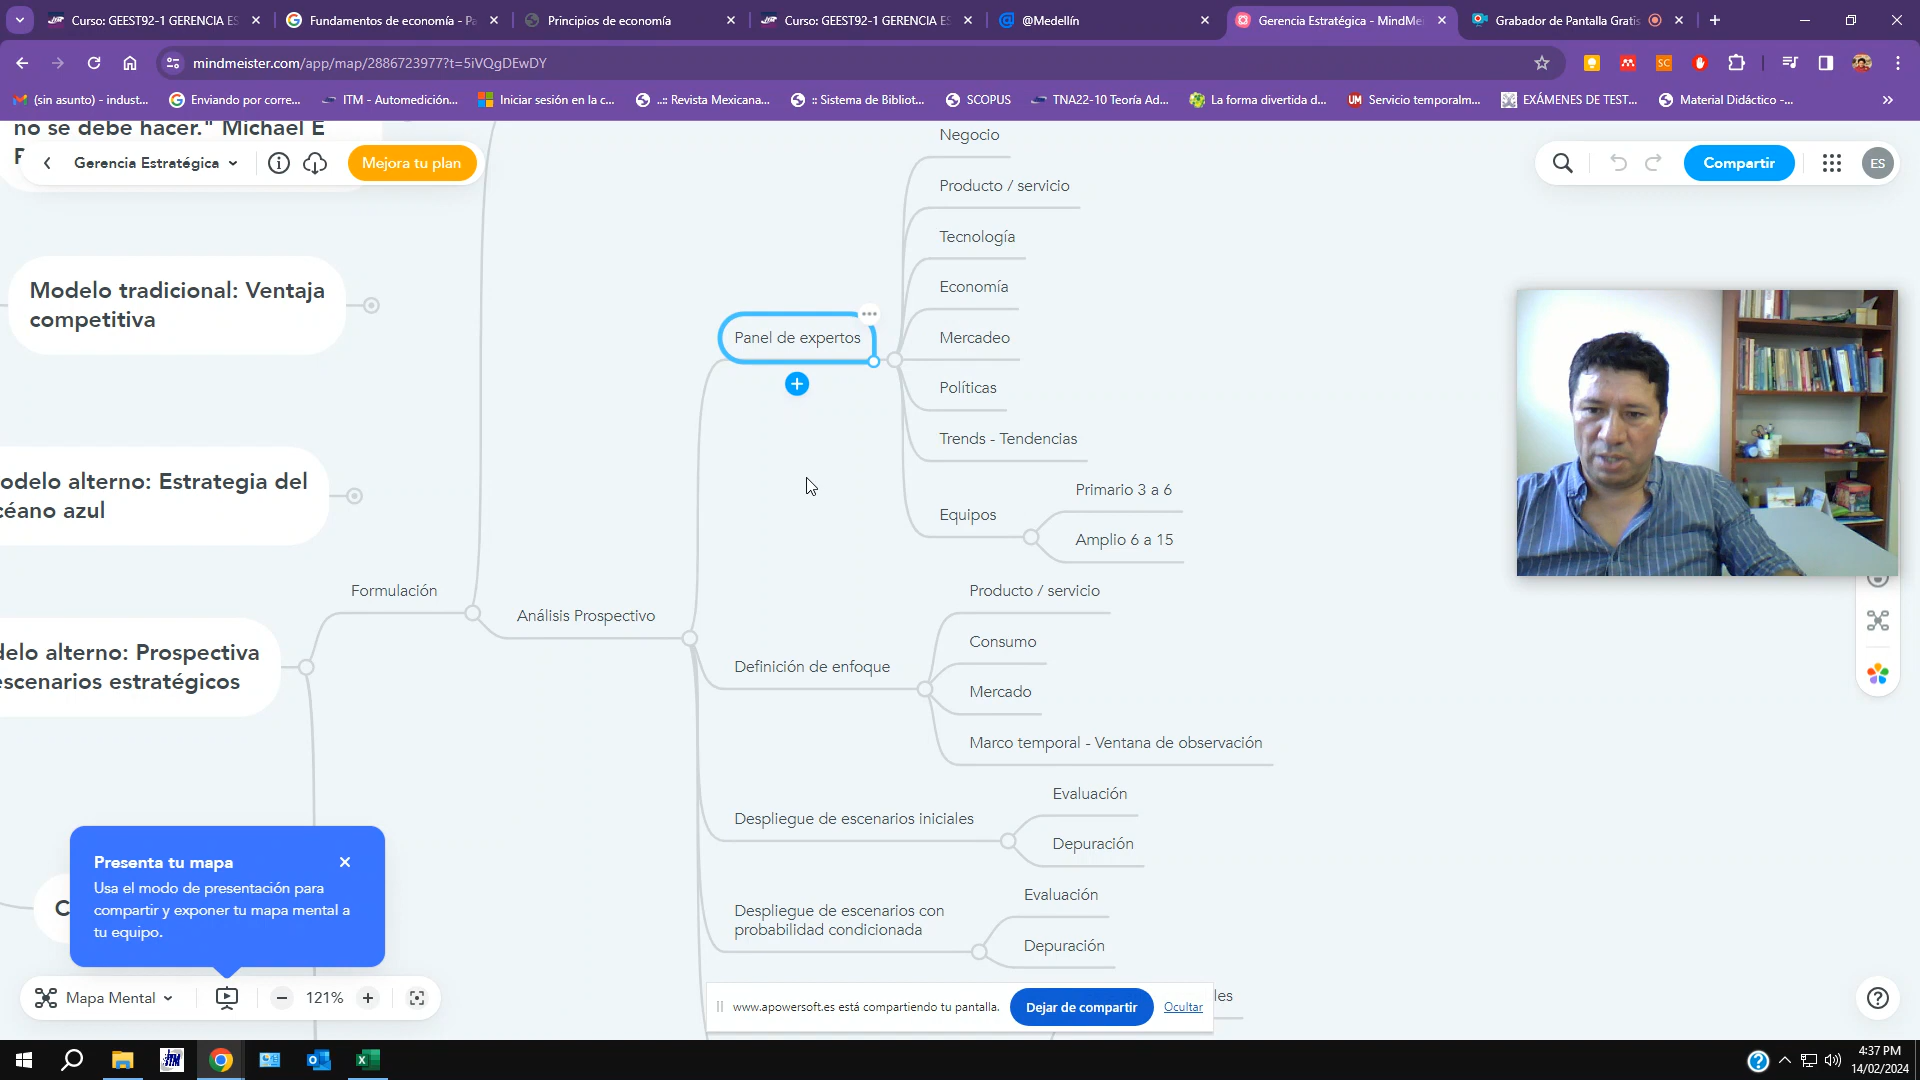 Curso: GEEST92-1 GERENCIA ES
Fundamentos de economía - Pa
Principios de economía
Curso: GEEST92-1 GERENCIA ES
@Medellín
Gerencia Estratégica - MindMei
Grabador de Pantalla Gratis
mindmeister.com/app/map/2886723977?t=5iVQgDEwDY
SC
(sin asunto) - indust...
Enviando por corre...
ITM - Automedición...
Iniciar sesión en la c...
..:: Revista Mexicana...
:: Sistema de Bibliot...
SCOPUS
TNA22-10 Teoría Ad...
La forma divertida d...
UM
Servicio temporalm...
EXÁMENES DE TEST...
Material Didáctico -...
no se debe hacer." Michael E
Gerencia Estratégica
Mejora tu plan
Compartir
ES
Negocio
Producto / servicio
Tecnología
Economía
Mercadeo
Políticas
Trends - Tendencias
Equipos
Primario 3 a 6
Amplio 6 a 15
Panel de expertos
Modelo tradicional: Ventaja
competitiva
odelo alterno: Estrategia del
céano azul
Formulación
Análisis Prospectivo
delo alterno: Prospectiva
escenarios estratégicos
Definición de enfoque
Producto / servicio
Consumo
Mercado
Marco temporal - Ventana de observación
Despliegue de escenarios iniciales
Evaluación
Depuración
Despliegue de escenarios con
probabilidad condicionada
Evaluación
Depuración
les
C
Presenta tu mapa
Usa el modo de presentación para
compartir y exponer tu mapa mental a
tu equipo.
Mapa Mental
121%
www.apowersoft.es está compartiendo tu pantalla.
Dejar de compartir
Ocultar
ITM
4:37 PM
14/02/2024